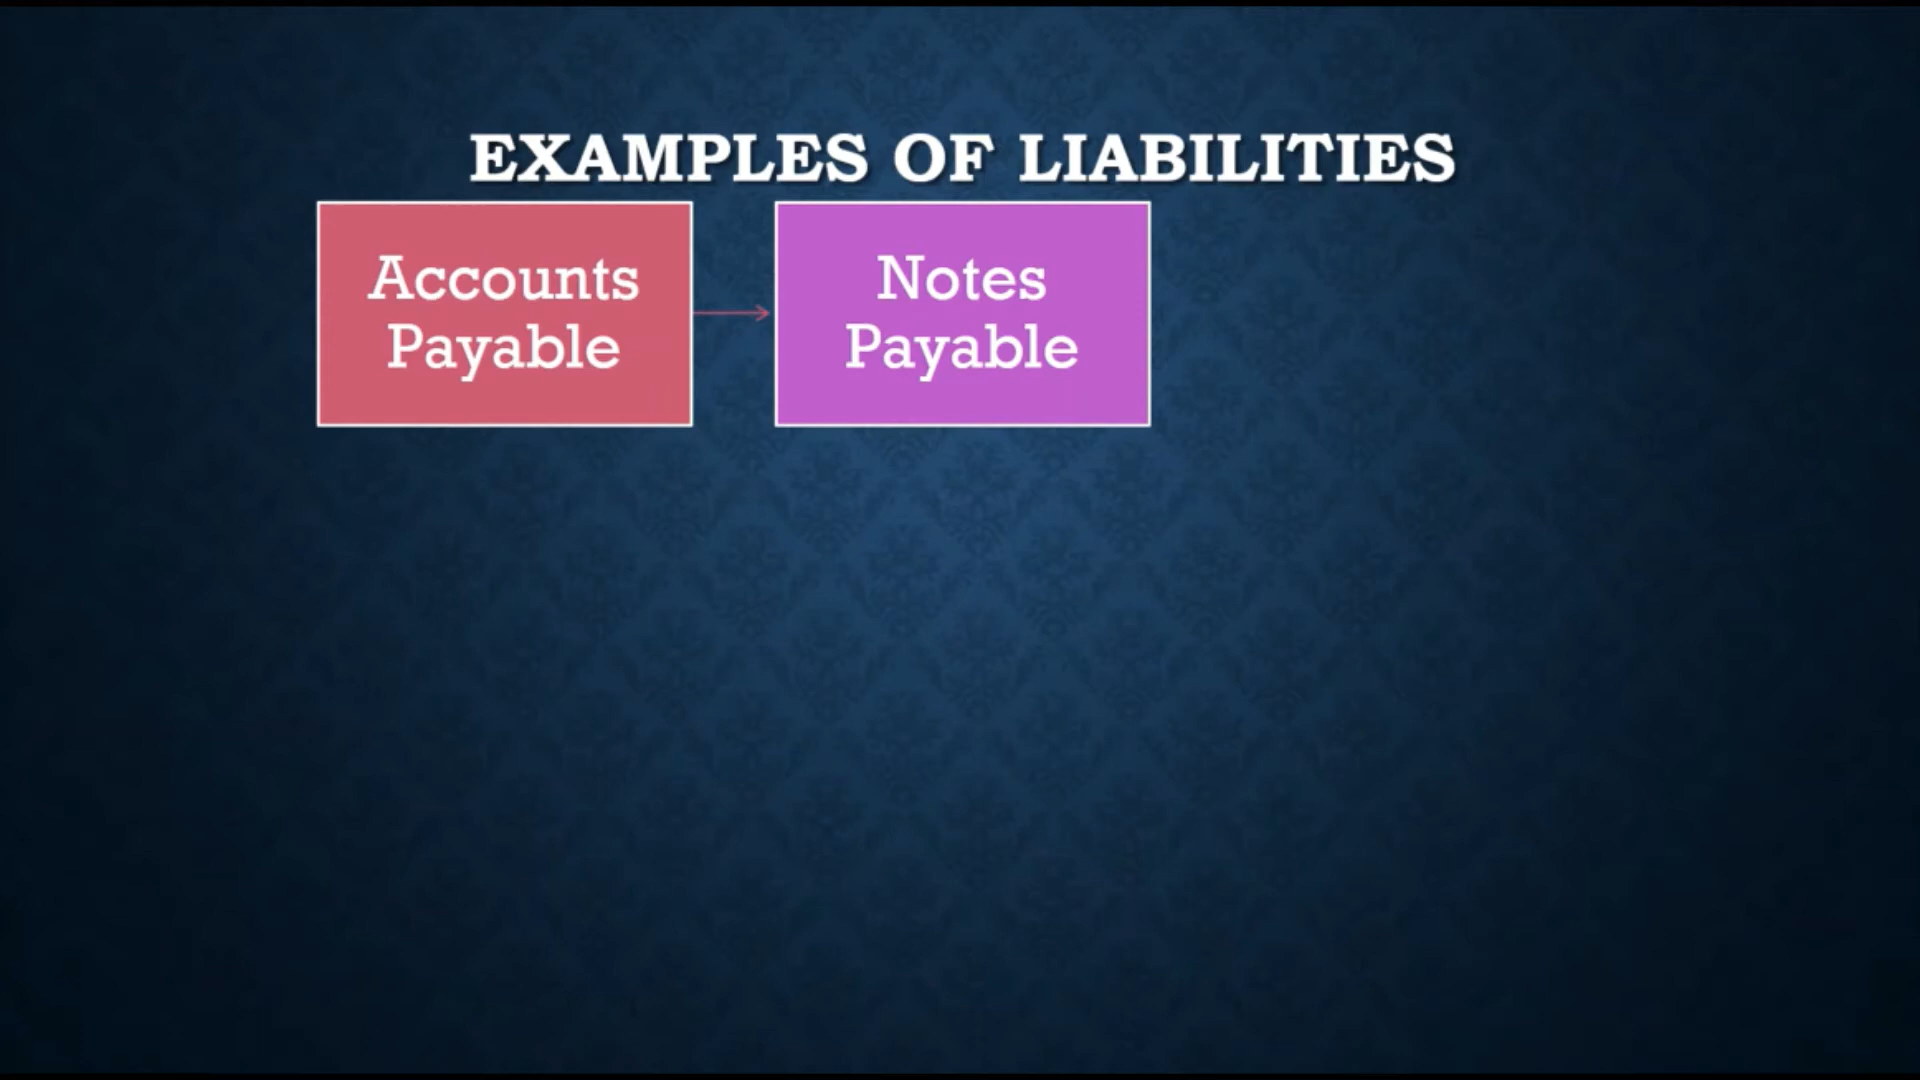 EXAMPLES OF LIABILITIES
Accounts
Payable
Notes
Payable